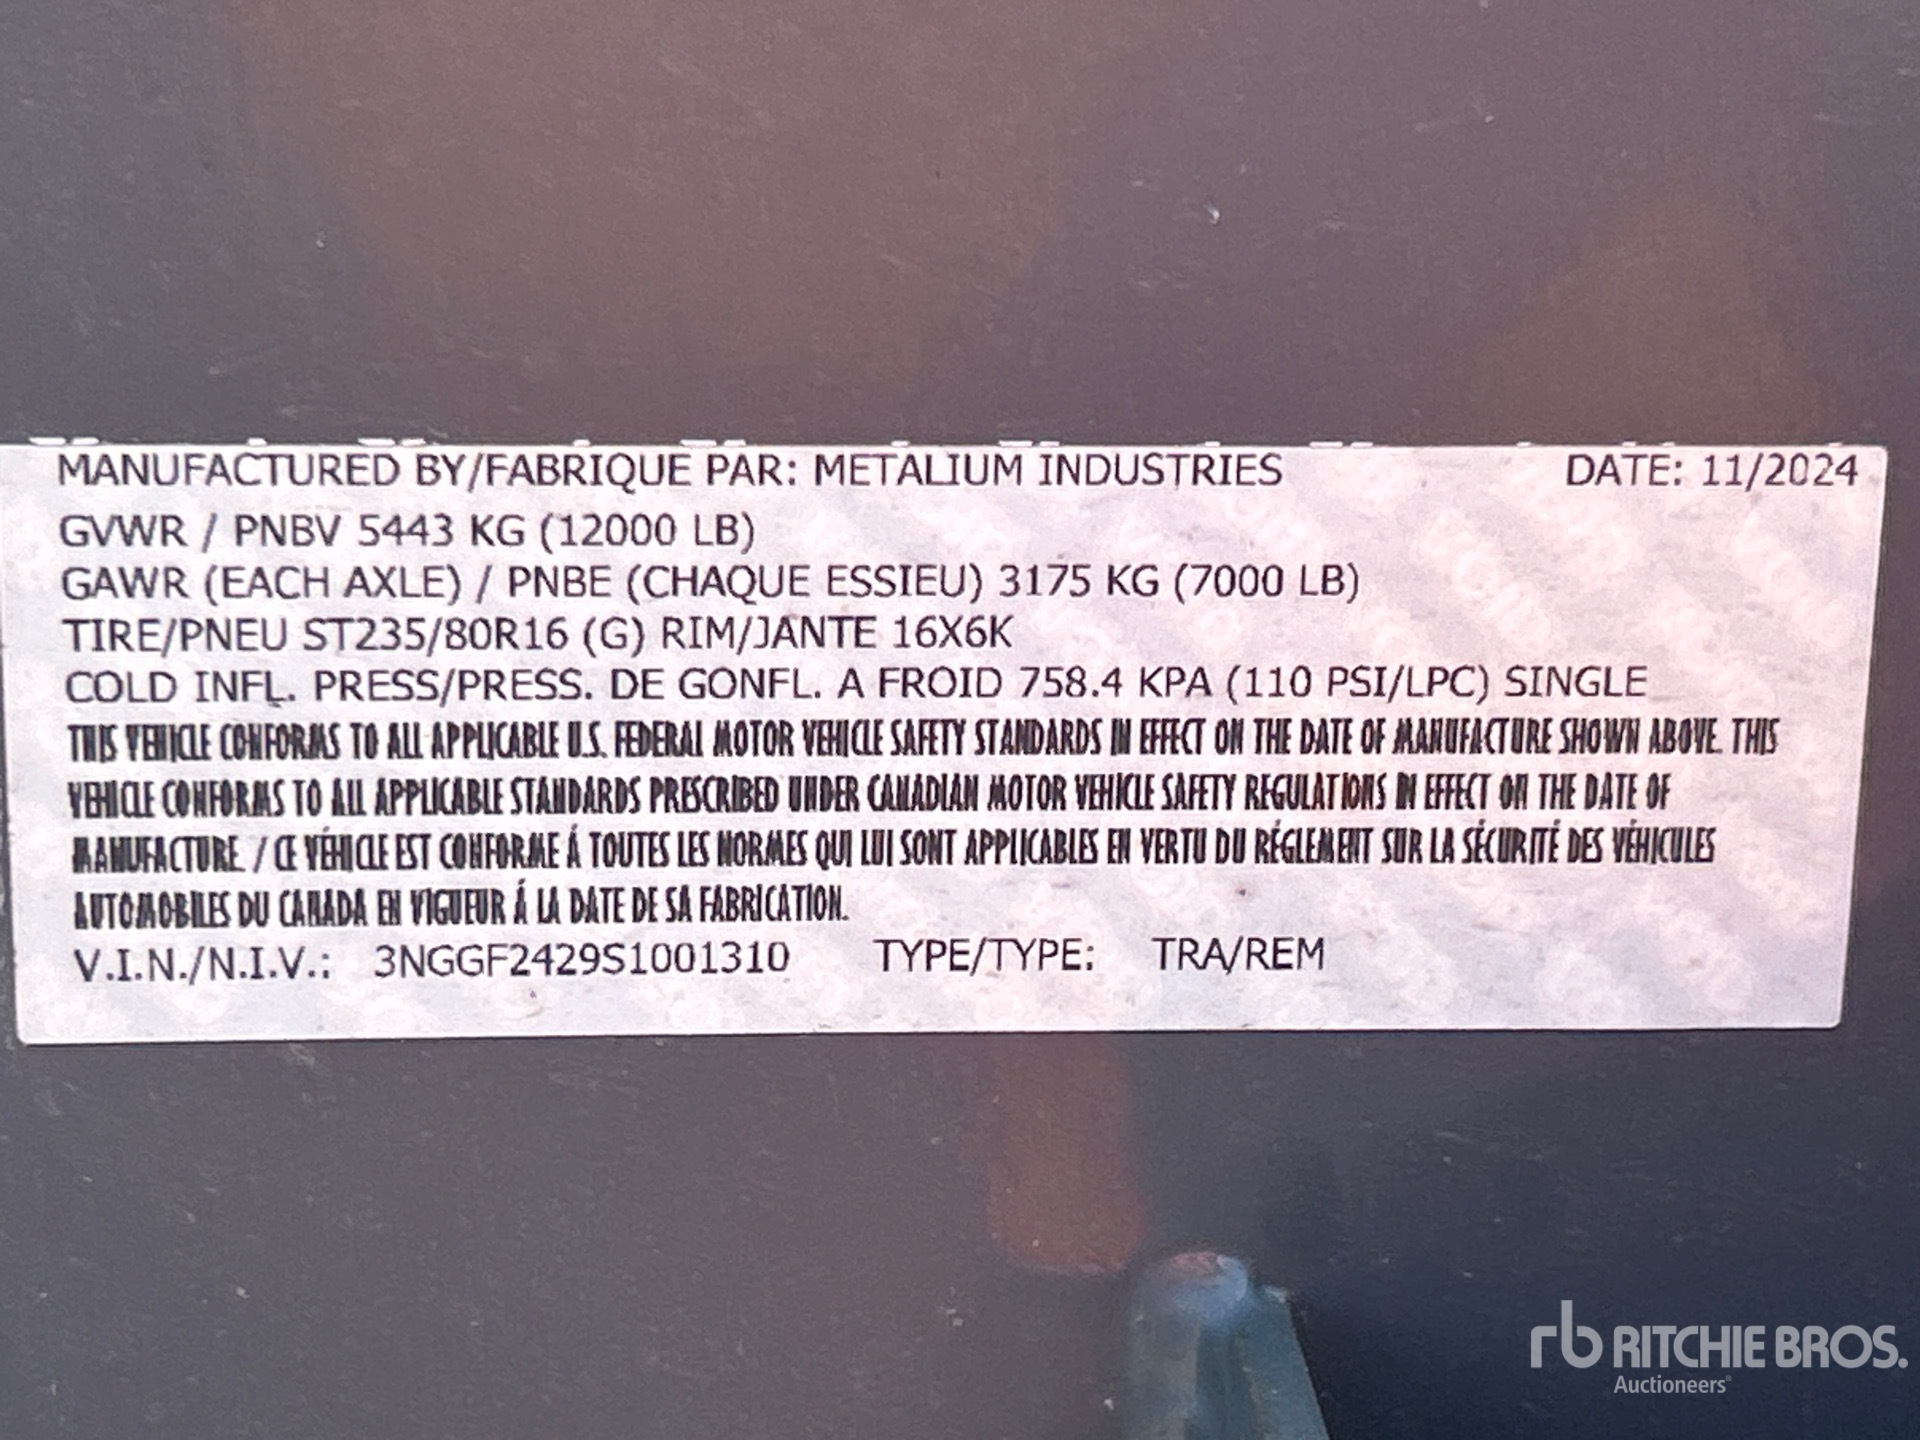 MANUFACTURED BY/FABRIQUE PAR: METALIUM INDUSTRIES DATE: 11/2024
GVWR / PNBV 5443 KG (12000 LB)
GAWR (EACH AXLE) / PNBE (CHAQUE ESSIEU) 3175 KG (7000 LB)
TIRE/PNEU ST235/80R16 (G) RIM/JANTE 16X6K
COLD INFL. PRESS/PRESS. DE GONFL. A FROID 758.4 KPA (110 PSI/LPC) SINGLE
THIS VEHICLE CONFORMS TO ALL APPLICABLE U.S. FEDERAL MOTOR VEHICLE SAFETY STANDARDS IN EFFECT ON THE DATE OF MANUFACTURE SHOWN ABOVE. THIS
VEHICLE CONFORMS TO ALL APPLICABLE STANDARDS PRESCRIBED UNDER CANADIAN MOTOR VEHICLE SAFETY REGULATIONS IN EFFECT ON THE DATE OF
MANUFACTURE. / CE VÉHICLE EST CONFORME Á TOUTES LES NORMES QUI LUI SONT APPLICABLES EN VERTU DU RÉGLEMENT SUR LA SÉCURITÉ DES VÉHICULES
AUTOMOBILES DU CANADA EN VIGUEUR Á LA DATE DE SA FABRICATION.
V.I.N./N.I.V.: 3NGGF2429S1001310 TYPE/TYPE: TRA/REM
rb RITCHIE BROS.
Auctioneers